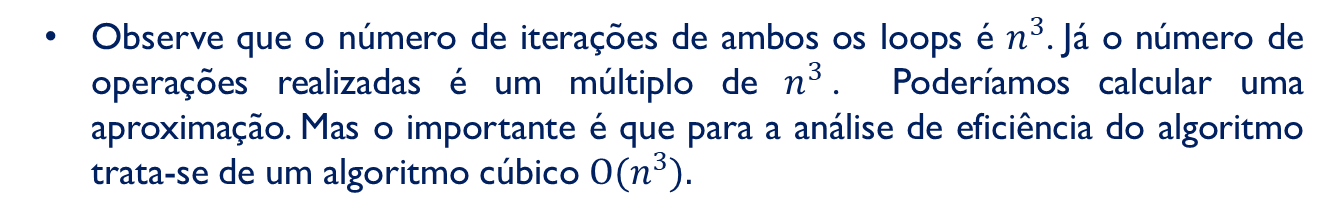 • Observe que o número de iterações de ambos os loops é n³. Já o número de
operações realizadas é um múltiplo de n³ . Poderíamos calcular uma
aproximação. Mas o importante é que para a análise de eficiência do algoritmo
trata-se de um algoritmo cúbico O(n³).